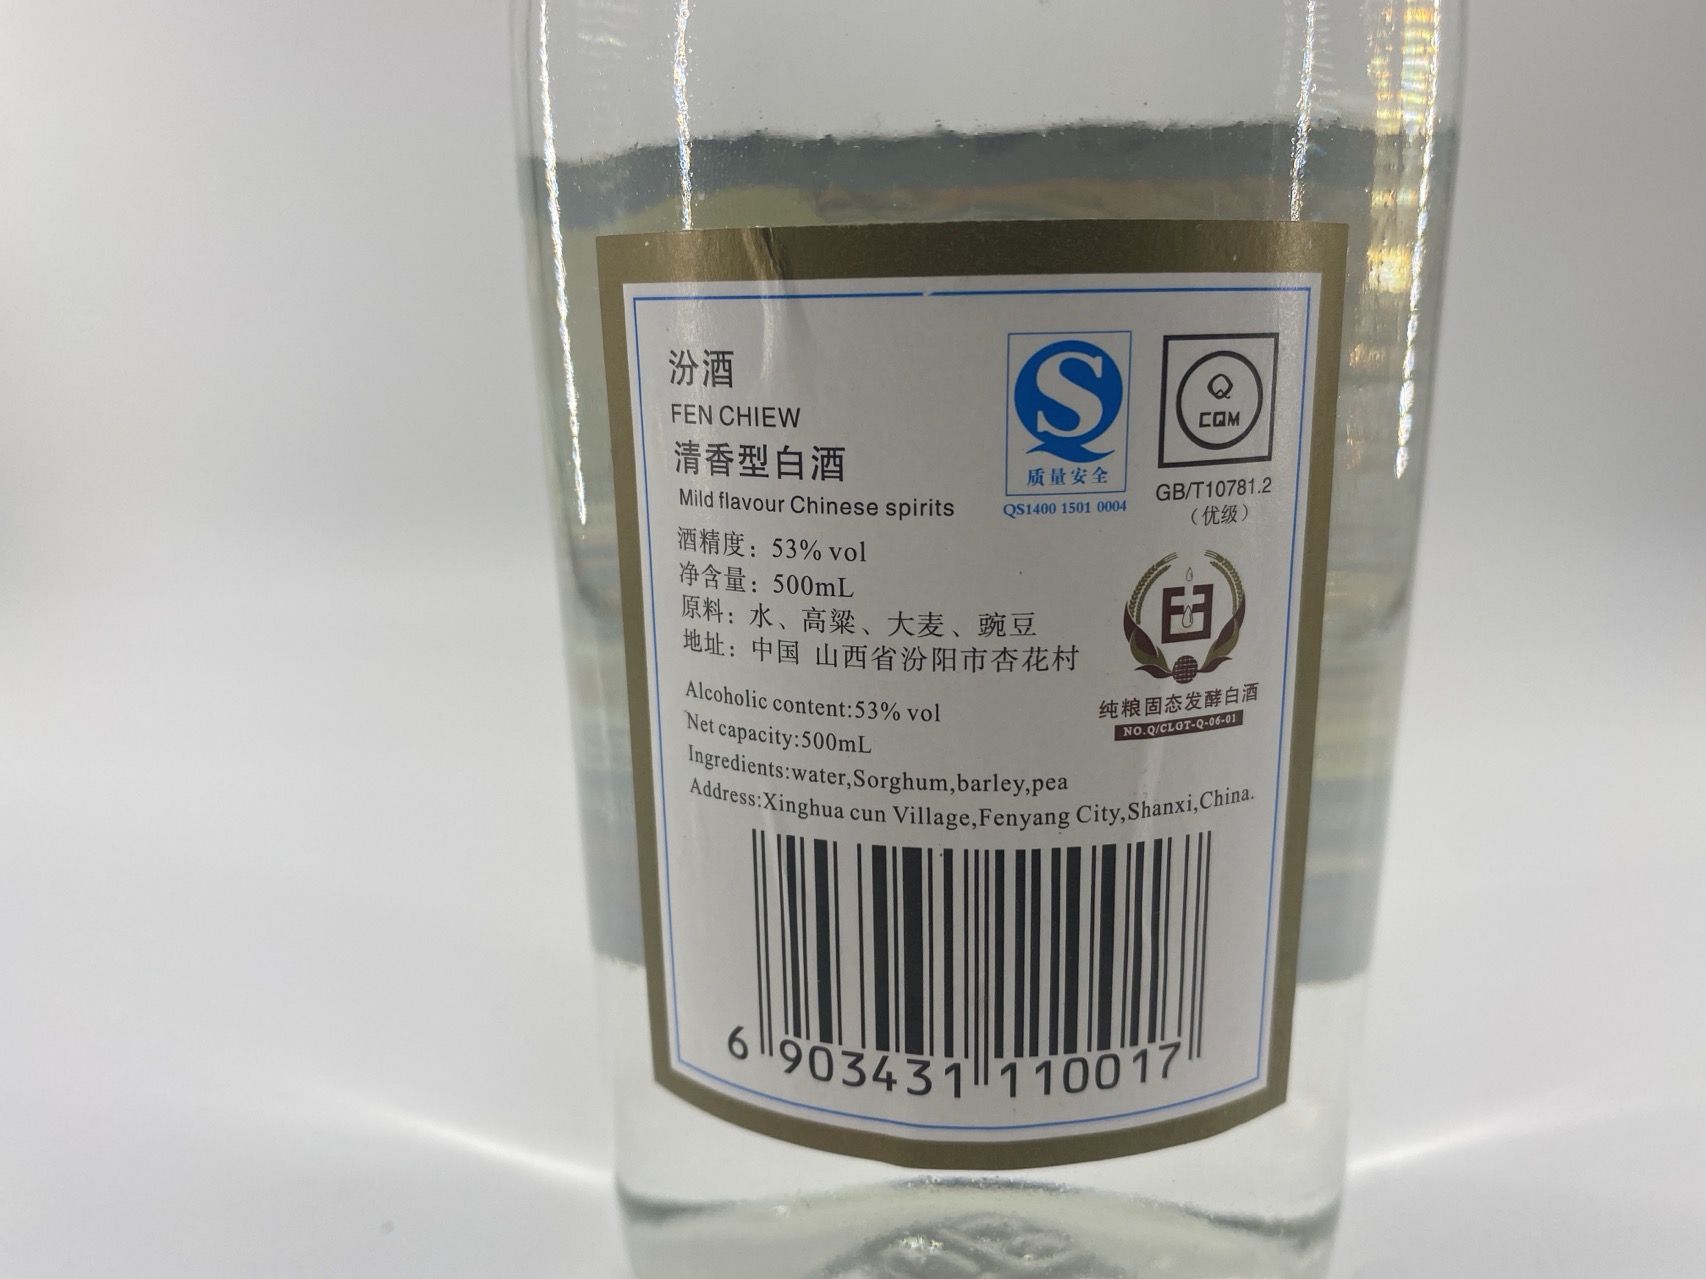 汾酒
FEN CHIEW
清香型白酒
Mild flavour Chinese spirits
酒精度：53% vol
净含量：500mL
原料：水、高粱、大麦、豌豆
地址：中国 山西省汾阳市杏花村
Alcoholic content:53% vol
Net capacity:500mL
Ingredients:water,Sorghum,barley,pea
Address:Xinghua cun Village,Fenyang City,Shanxi,China.
质量安全
QS1400 1501 0004
Q
CQM
GB/T10781.2
（优级）
纯粮固态发酵白酒
NO.Q/CLGT-Q-06-01
6 903431 110017